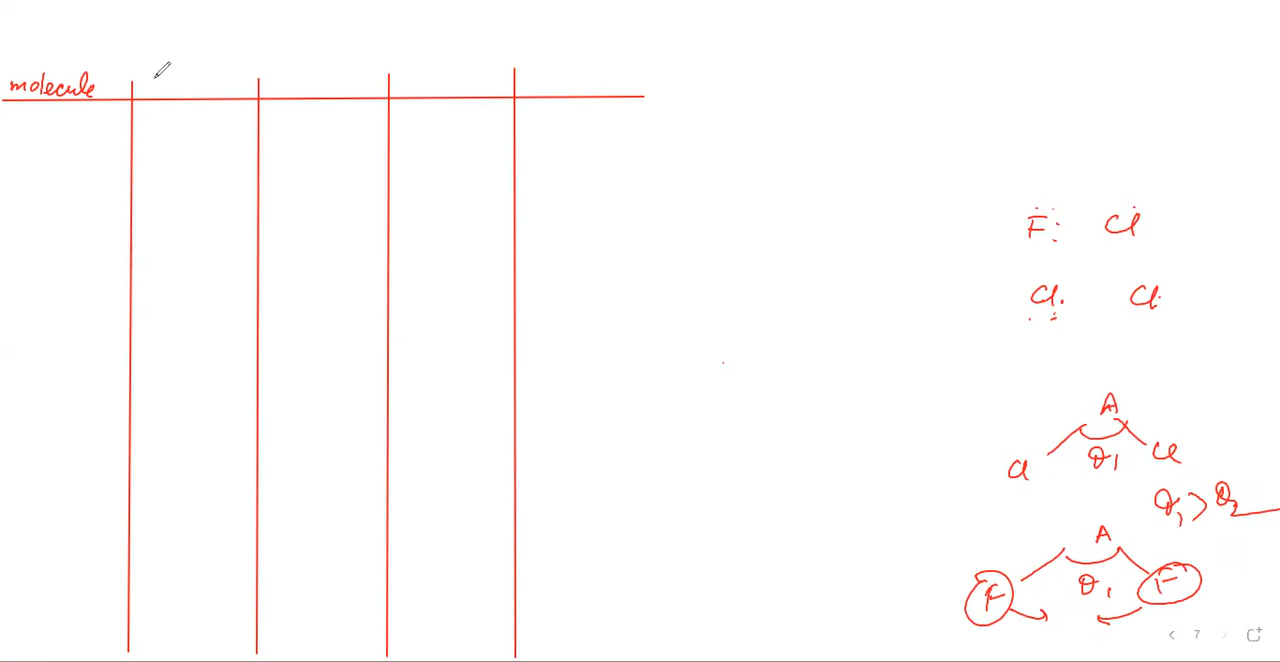 molecule
F: Cl
Cl. Cl
A
Cl θ1 Cl
θ1 > θ2
A
F θ1 F
7